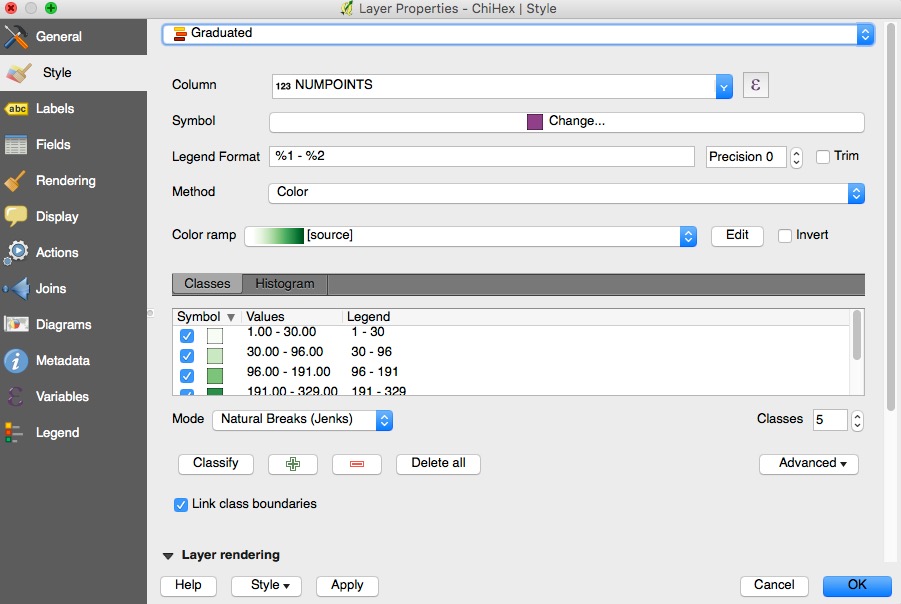 Layer Properties - ChiHex | Style
General
Style
abc Labels
Fields
Rendering
Display
Actions
Joins
Diagrams
Metadata
Variables
Legend
Graduated
Column 123 NUMPOINTS ε
Symbol Change...
Legend Format %1 - %2 Precision 0 Trim
Method Color
Color ramp [source] Edit Invert
Classes Histogram
Symbol Values Legend
1.00 - 30.00 1 - 30
30.00 - 96.00 30 - 96
96.00 - 191.00 96 - 191
191.00 - 329.00 191 - 329
Mode Natural Breaks (Jenks) Classes 5
Classify Delete all Advanced
Link class boundaries
Layer rendering
Help Style Apply Cancel OK